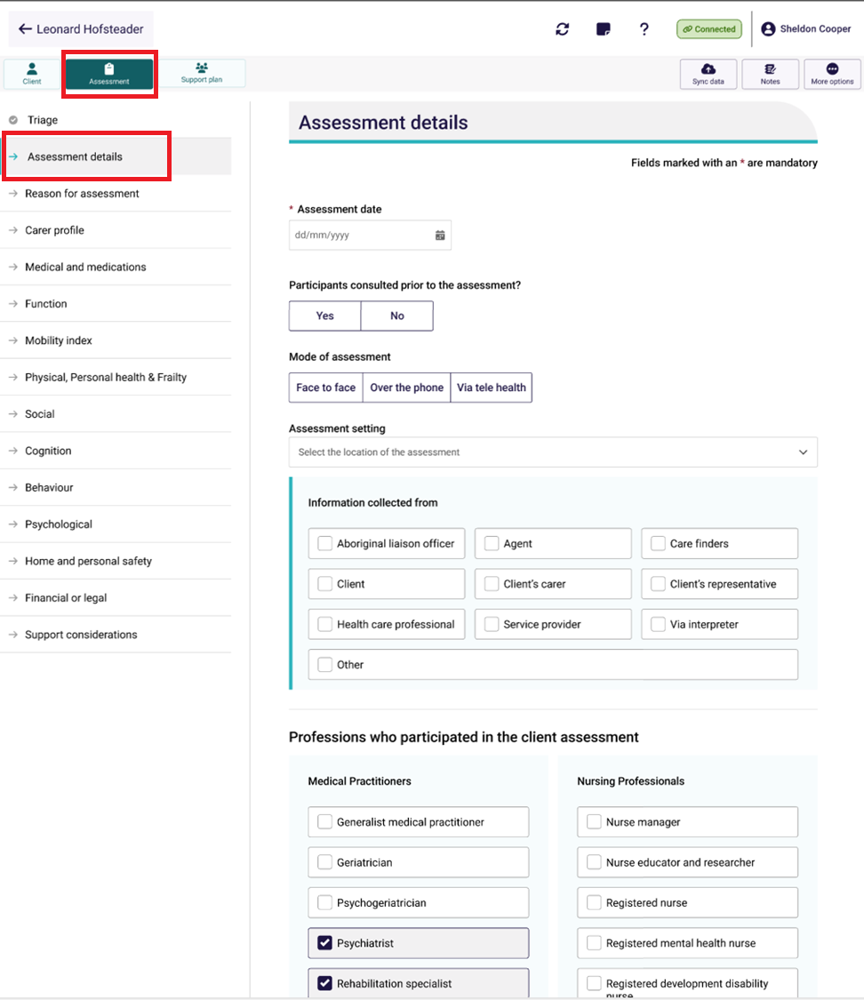 Leonard Hofsteader
?
Connected
Sheldon Cooper
Client
Assessment
Support plan
Sync data
Notes
More options
Triage
Assessment details
Reason for assessment
Carer profile
Medical and medications
Function
Mobility index
Physical, Personal health & Frailty
Social
Cognition
Behaviour
Psychological
Home and personal safety
Financial or legal
Support considerations
Assessment details
Fields marked with an * are mandatory
* Assessment date
dd/mm/yyyy
Participants consulted prior to the assessment?
Yes No
Mode of assessment
Face to face Over the phone Via tele health
Assessment setting
Select the location of the assessment
Information collected from
Aboriginal liaison officer Agent Care finders
Client Client's carer Client's representative
Health care professional Service provider Via interpreter
Other
Professions who participated in the client assessment
Medical Practitioners
Generalist medical practitioner
Geriatrician
Psychogeriatrician
Psychiatrist
Rehabilitation specialist
Nursing Professionals
Nurse manager
Nurse educator and researcher
Registered nurse
Registered mental health nurse
Registered development disability
nurse